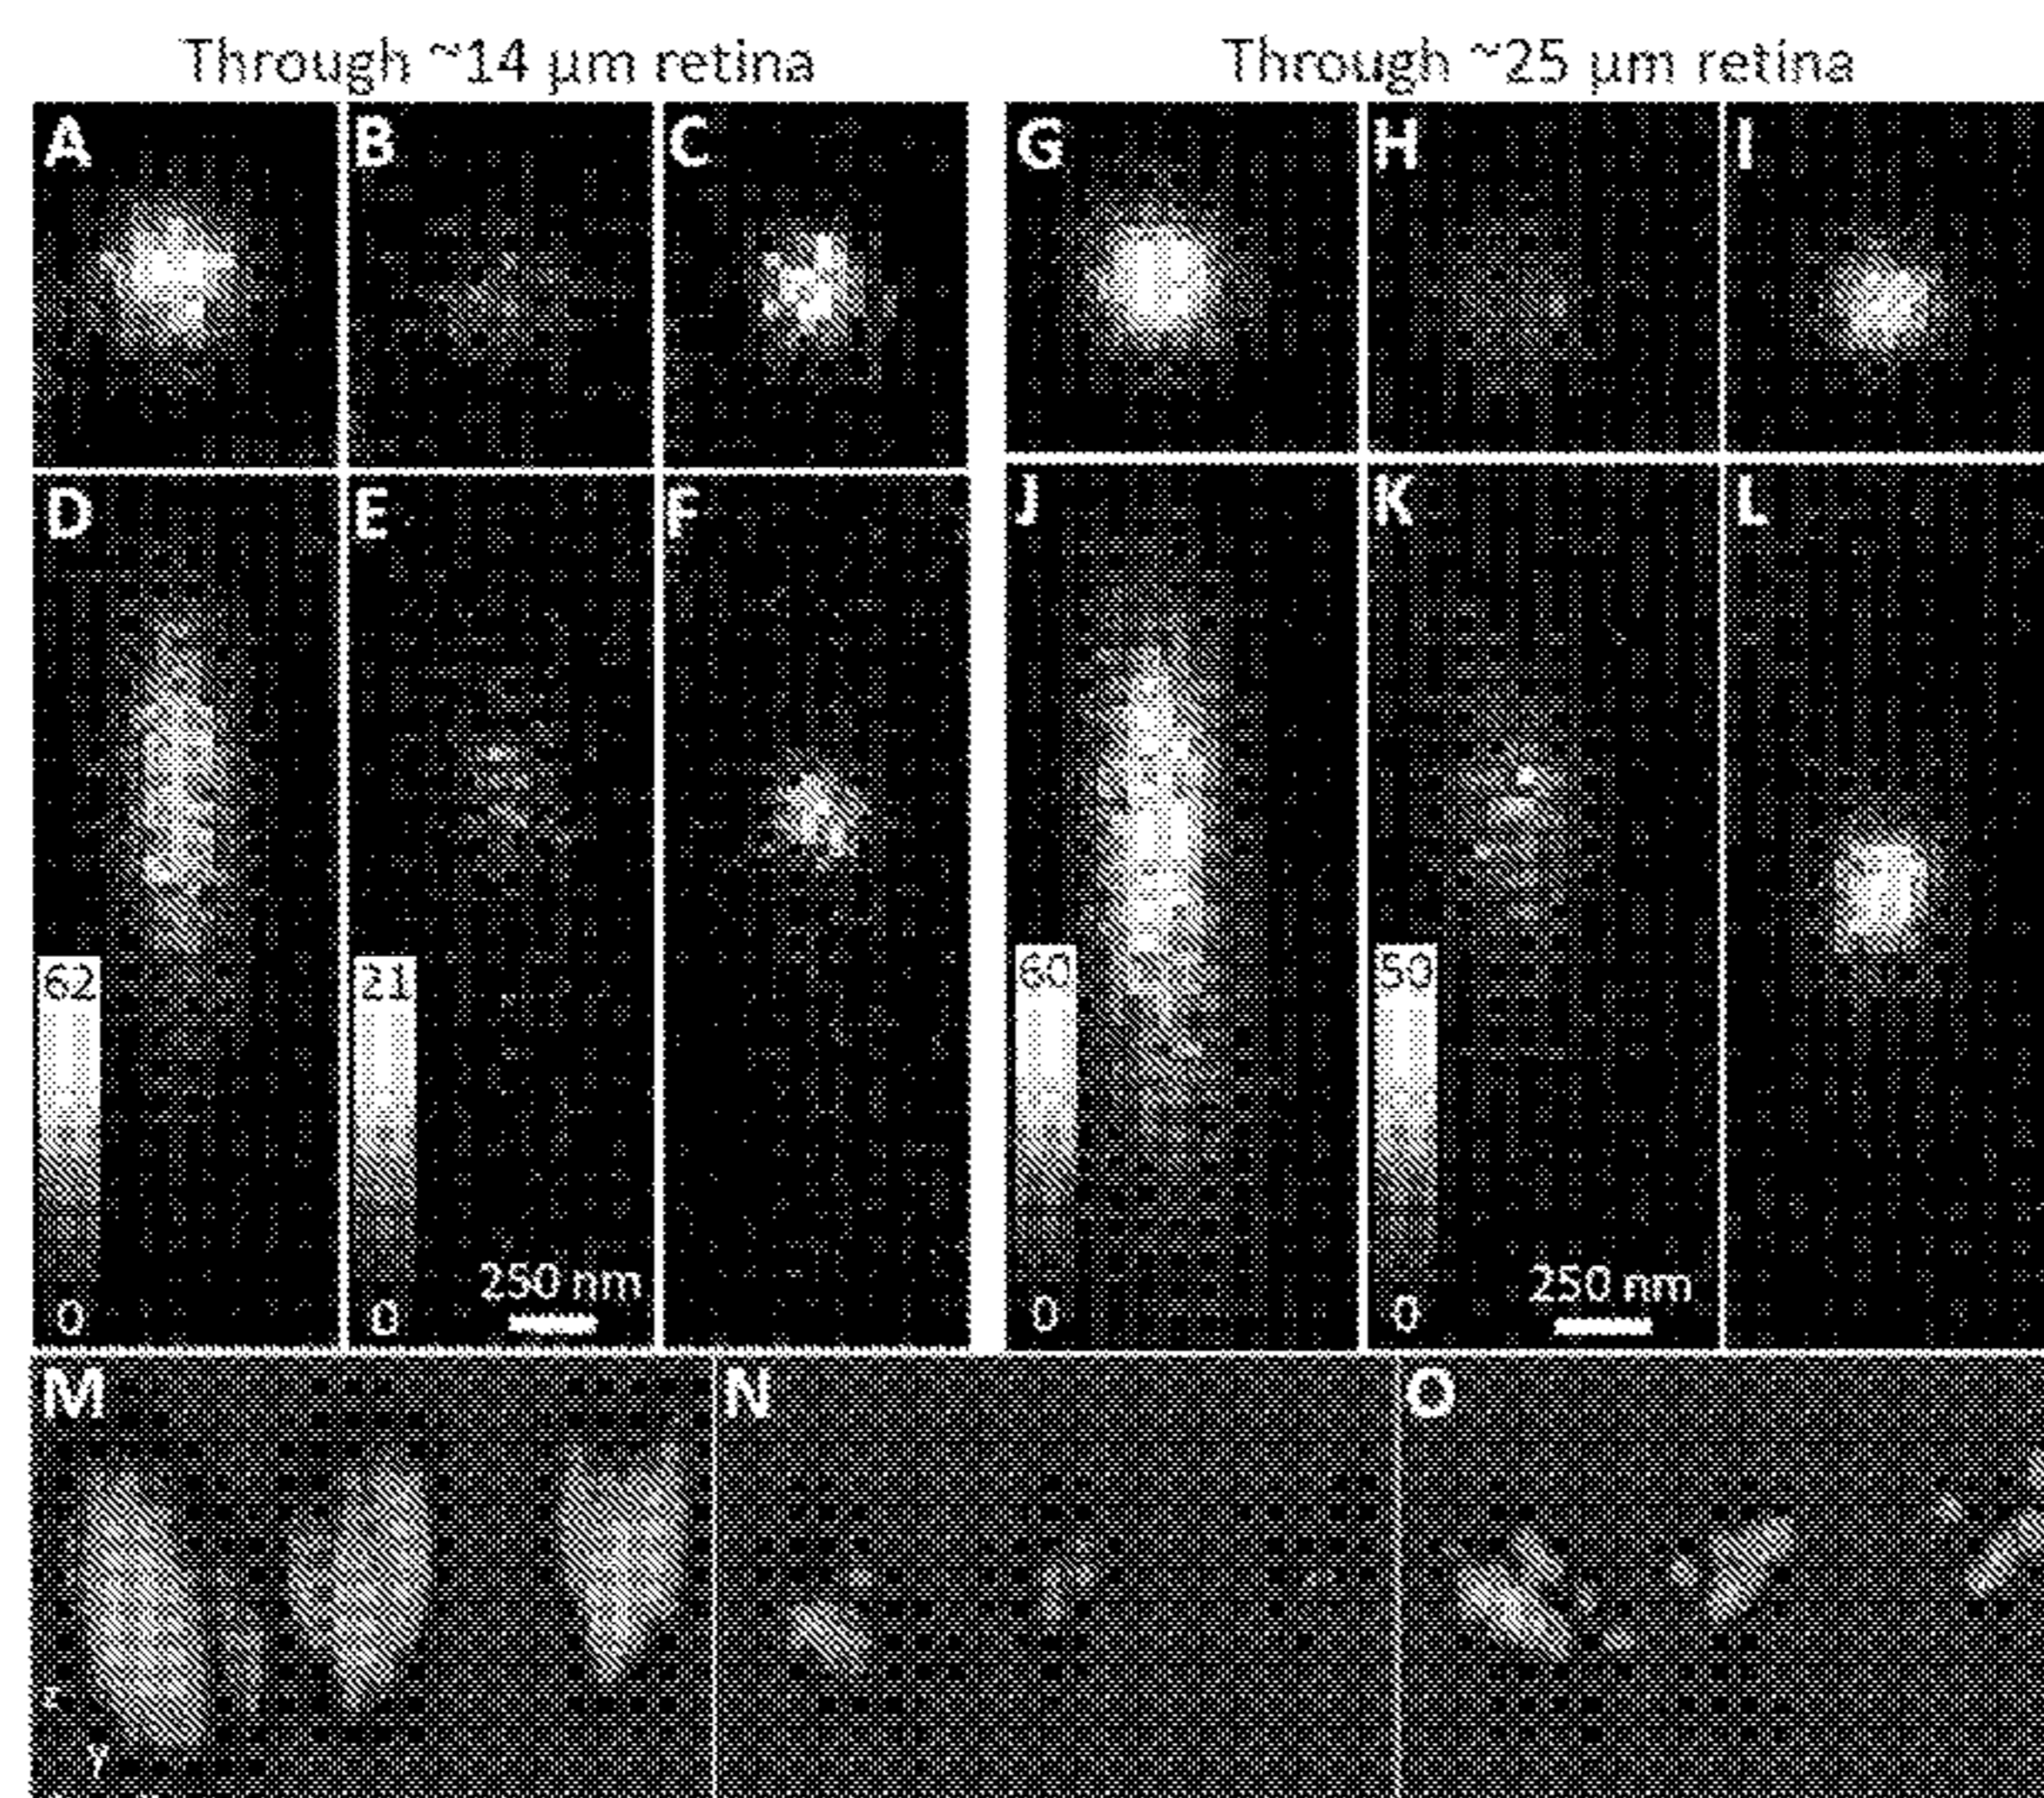 Through ~14 µm retina
Through ~25 µm retina
A B C G H I
D E F J K L
62 21 60 50
250 nm 250 nm
0 0 0 0
M N O
z
y